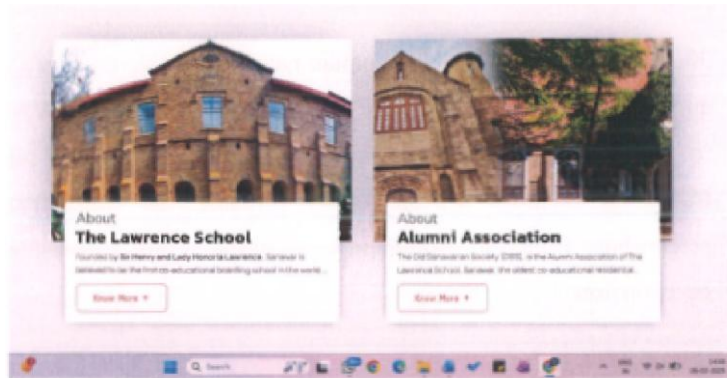 About
The Lawrence School
Founded by Sir Henry and Lady Honoria Lawrence, Sanawar is
believed to be the first co-educational boarding school in the world ...
Know More
About
Alumni Association
The Old Sanawarian Society (OSS), is the Alumni Association of The
Lawrence School, Sanawar, the oldest co-educational residential
Know More
Search